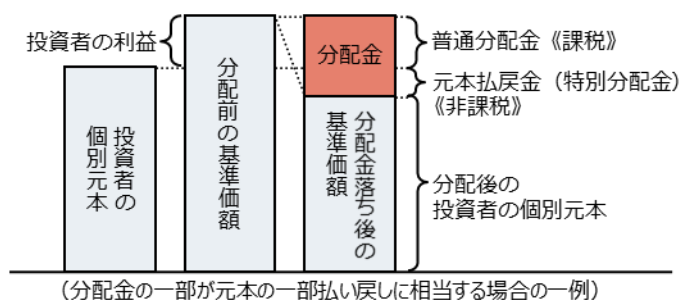 投資者の利益
投資者の
個別元本
分配前の基準価額
分配金
分配金落ち後の
基準価額
普通分配金《課税》
元本払戻金（特別分配金）
《非課税》
分配後の
投資者の個別元本
（分配金の一部が元本の一部払い戻しに相当する場合の一例）